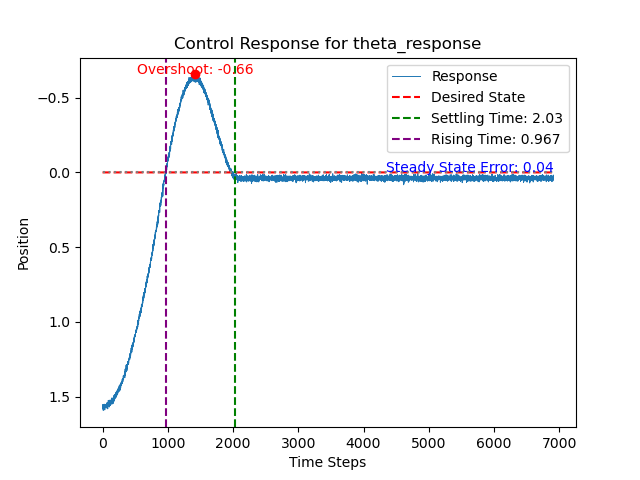 Control Response for theta_response
Overshoot: -0.66
Response
Desired State
Settling Time: 2.03
Rising Time: 0.967
Steady State Error: 0.04
−0.5
0.0
0.5
1.0
1.5
Position
0 1000 2000 3000 4000 5000 6000 7000
Time Steps